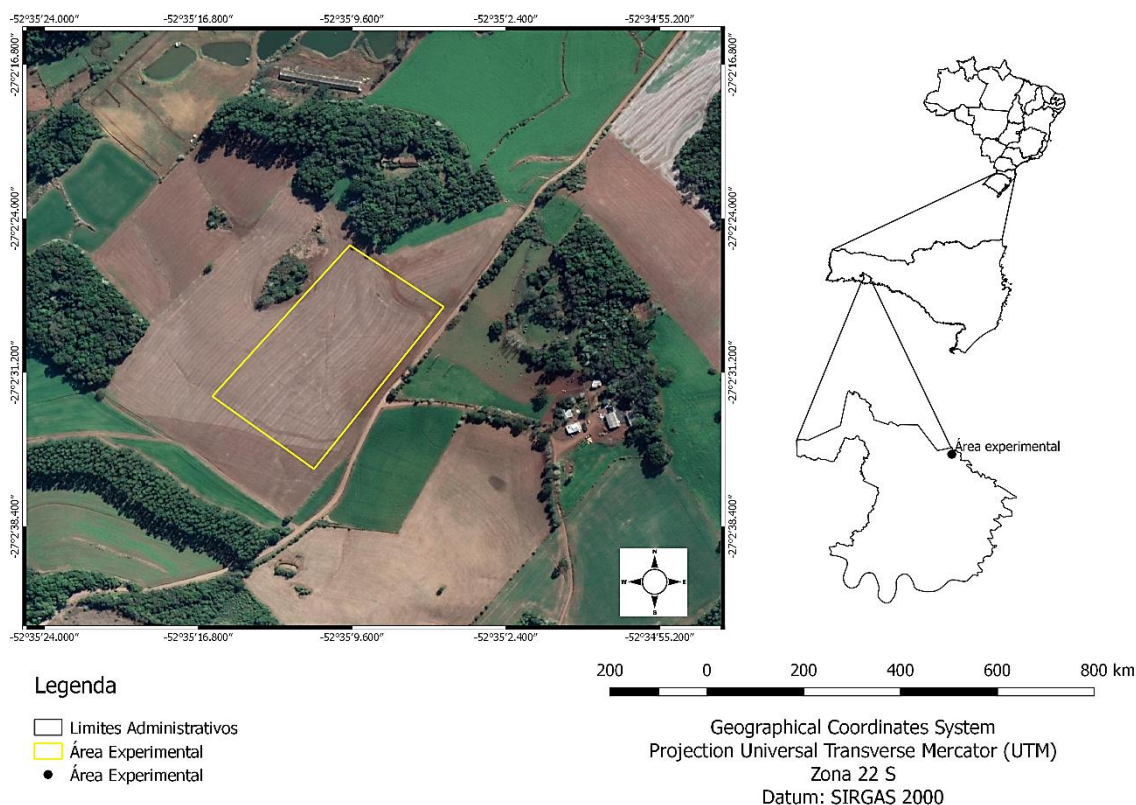 -52°35'24.000" -52°35'16.800" -52°35'9.600" -52°35'2.400" -52°34'55.200"
-27°2'16.800" -27°2'16.800"
-27°2'24.000" -27°2'24.000"
-27°2'31.200" -27°2'31.200"
-27°2'38.400" -27°2'38.400"
N
W E
S
-52°35'24.000" -52°35'16.800" -52°35'9.600" -52°35'2.400" -52°34'55.200"
Área experimental
Legenda
Limites Administrativos
Área Experimental
Área Experimental
200 0 200 400 600 800 km
Geographical Coordinates System
Projection Universal Transverse Mercator (UTM)
Zona 22 S
Datum: SIRGAS 2000